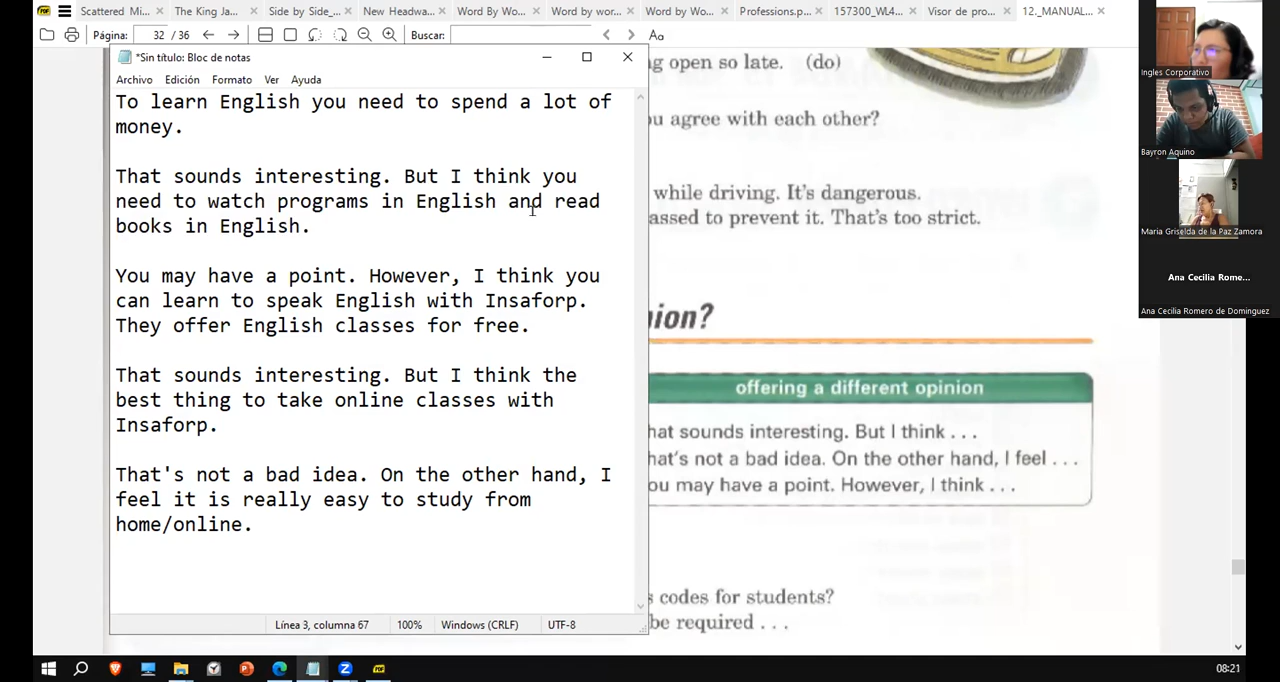 Scattered Mi...
The King Ja...
Side by Side_...
New Headwa...
Word By Wo...
Word by wor...
Word by Wo...
Professions.p...
157300_WL4...
Visor de pro...
12._MANUAL...
Página: 32 / 36
Buscar:
Aa
*Sin título: Bloc de notas
Archivo Edición Formato Ver Ayuda
To learn English you need to spend a lot of
money.
That sounds interesting. But I think you
need to watch programs in English and read
books in English.
You may have a point. However, I think you
can learn to speak English with Insaforp.
They offer English classes for free.
That sounds interesting. But I think the
best thing to take online classes with
Insaforp.
That's not a bad idea. On the other hand, I
feel it is really easy to study from
home/online.
Línea 3, columna 67 100% Windows (CRLF) UTF-8
g open so late. (do)
u agree with each other?
while driving. It's dangerous.
assed to prevent it. That's too strict.
nion?
offering a different opinion
hat sounds interesting. But I think . . .
hat's not a bad idea. On the other hand, I feel . . .
ou may have a point. However, I think . . .
s codes for students?
be required . . .
Ingles Corporativo
Bayron Aquino
Maria Griselda de la Paz Zamora
Ana Cecilia Rome...
Ana Cecilia Romero de Dominguez
08:21